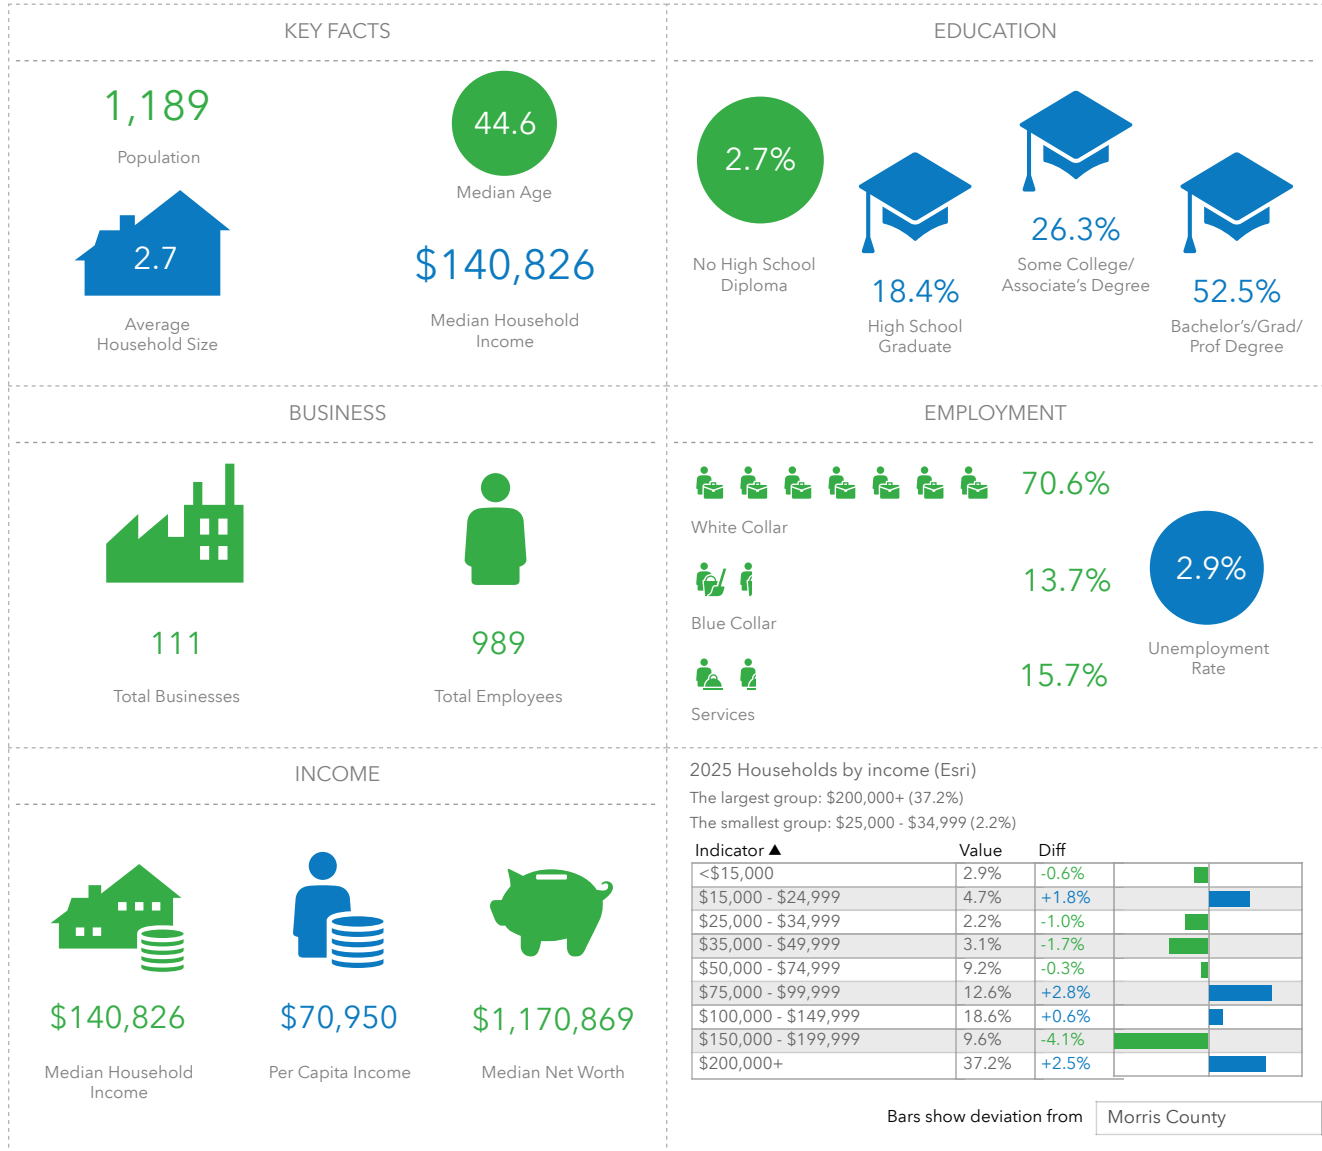 KEY FACTS
1,189
Population
44.6
Median Age
2.7
Average
Household Size
$140,826
Median Household
Income
EDUCATION
2.7%
No High School
Diploma
18.4%
High School
Graduate
26.3%
Some College/
Associate's Degree
52.5%
Bachelor's/Grad/
Prof Degree
BUSINESS
111
Total Businesses
989
Total Employees
EMPLOYMENT
70.6%
White Collar
13.7%
Blue Collar
15.7%
Services
2.9%
Unemployment
Rate
INCOME
$140,826
Median Household
Income
$70,950
Per Capita Income
$1,170,869
Median Net Worth
2025 Households by income (Esri)
The largest group: $200,000+ (37.2%)
The smallest group: $25,000 - $34,999 (2.2%)
Indicator ▲ Value Diff
<$15,000 2.9% -0.6%
$15,000 - $24,999 4.7% +1.8%
$25,000 - $34,999 2.2% -1.0%
$35,000 - $49,999 3.1% -1.7%
$50,000 - $74,999 9.2% -0.3%
$75,000 - $99,999 12.6% +2.8%
$100,000 - $149,999 18.6% +0.6%
$150,000 - $199,999 9.6% -4.1%
$200,000+ 37.2% +2.5%
Bars show deviation from Morris County